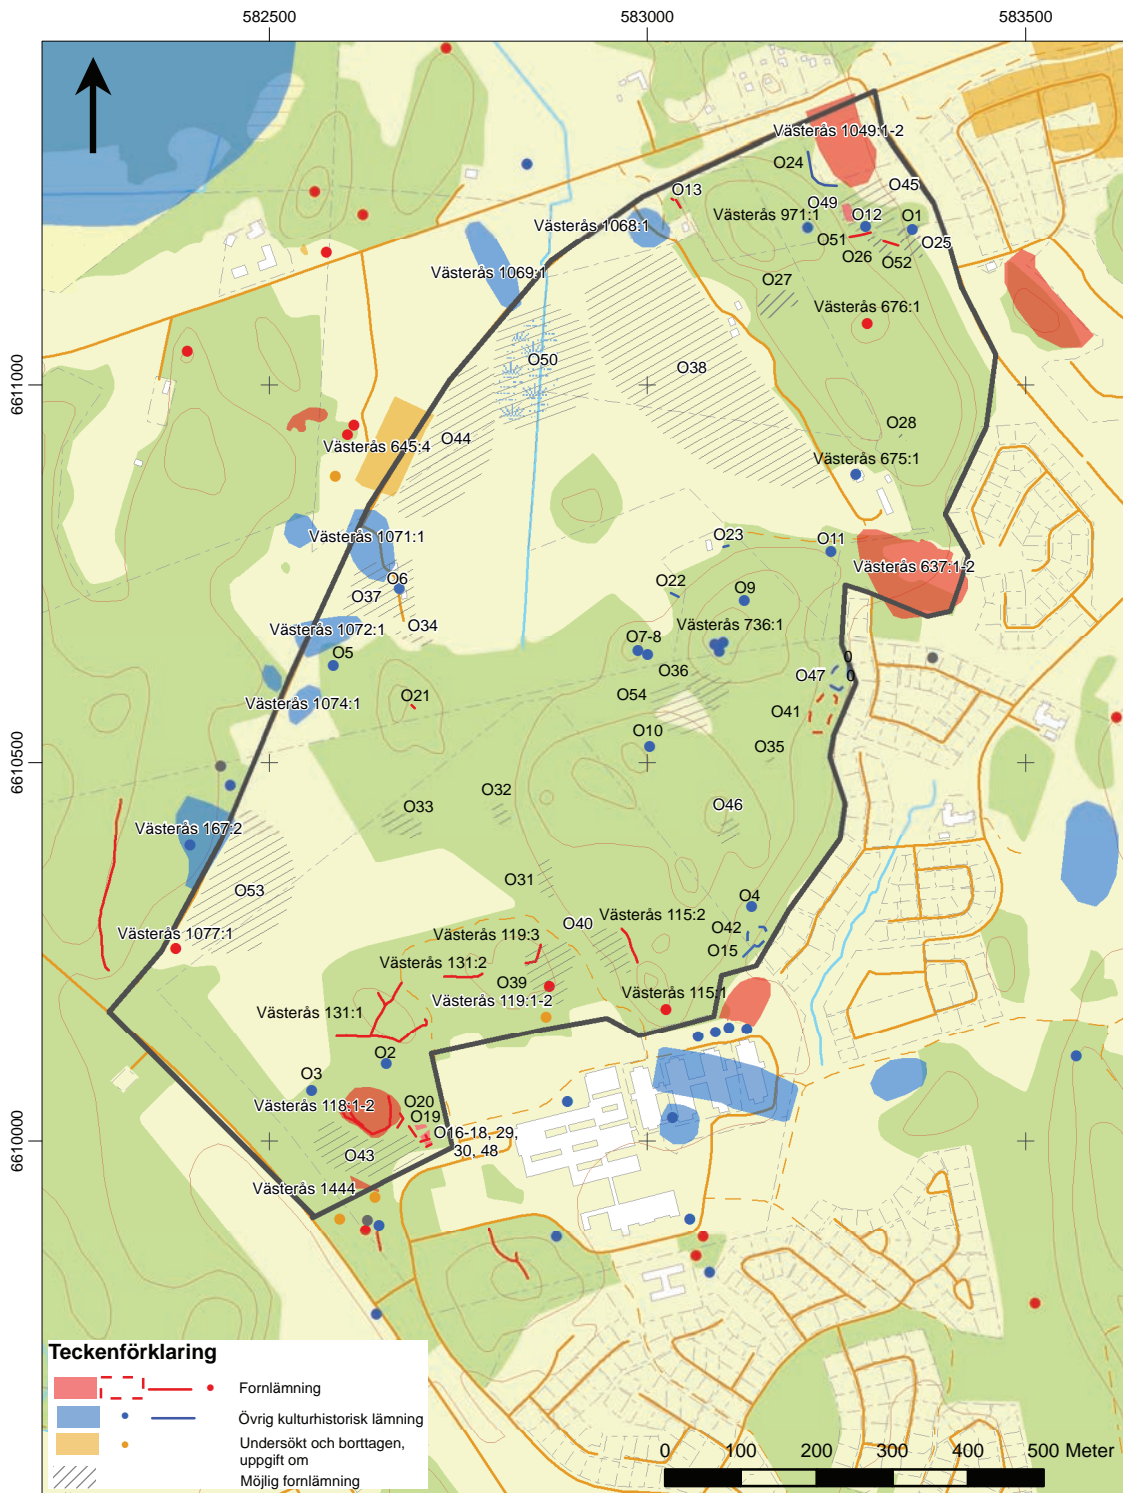 582500
583000
583500
6611000
6610500
6610000
Västerås 1049:1-2
O24
O45
O13
O49
O12
O1
Västerås 971:1
Västerås 1068:1
O51
O25
O26
O52
Västerås 1069:1
O27
Västerås 676:1
O50
O38
O28
O44
Västerås 645:4
Västerås 675:1
Västerås 1071:1
O23
O11
Västerås 637:1-2
O6
O22
O9
O37
O34
Västerås 736:1
Västerås 1072:1
O7-8
O5
0
O36
O47
0
O21
O54
Västerås 1074:1
O41
O10
O35
O32
O33
O46
Västerås 167:2
O31
O53
O4
Västerås 115:2
O40
O42
Västerås 1077:1
Västerås 119:3
O15
Västerås 131:2
O39
Västerås 119:1-2
Västerås 115:1
Västerås 131:1
O2
O3
Västerås 118:1-2
O20
O19
O16-18, 29,
30, 48
O43
Västerås 1444
Teckenförklaring
Fornlämning
Övrig kulturhistorisk lämning
Undersökt och borttagen,
uppgift om
Möjlig fornlämning
0 100 200 300 400 500 Meter